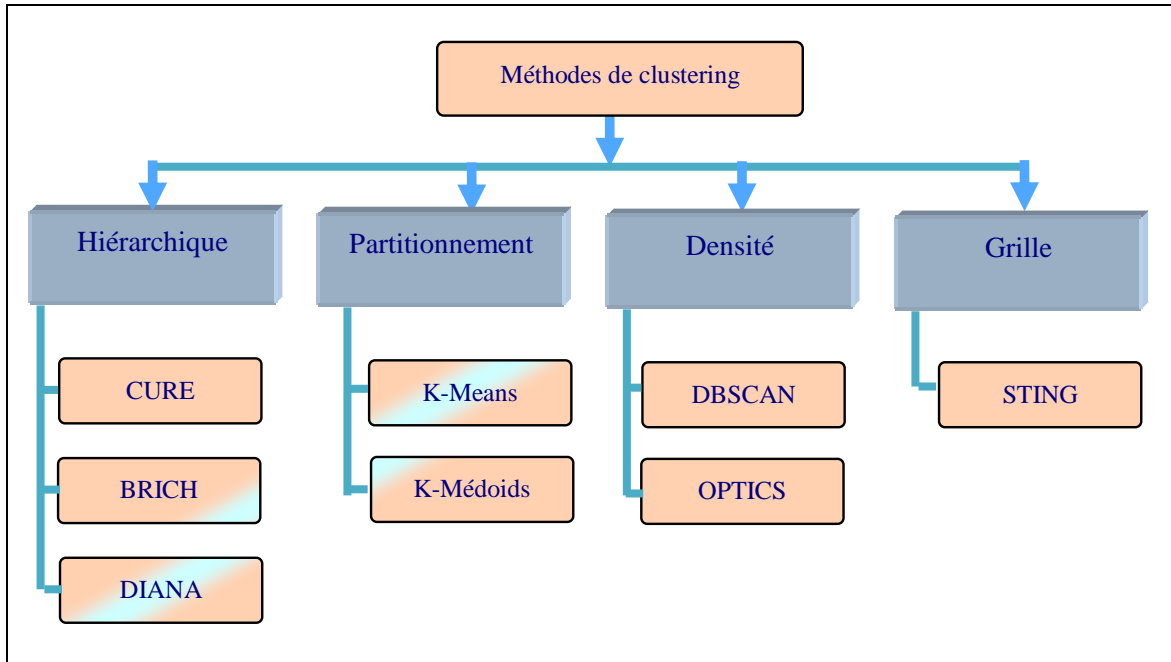 Méthodes de clustering
Hiérarchique
Partitionnement
Densité
Grille
CURE
K-Means
DBSCAN
STING
BRICH
K-Médoids
OPTICS
DIANA